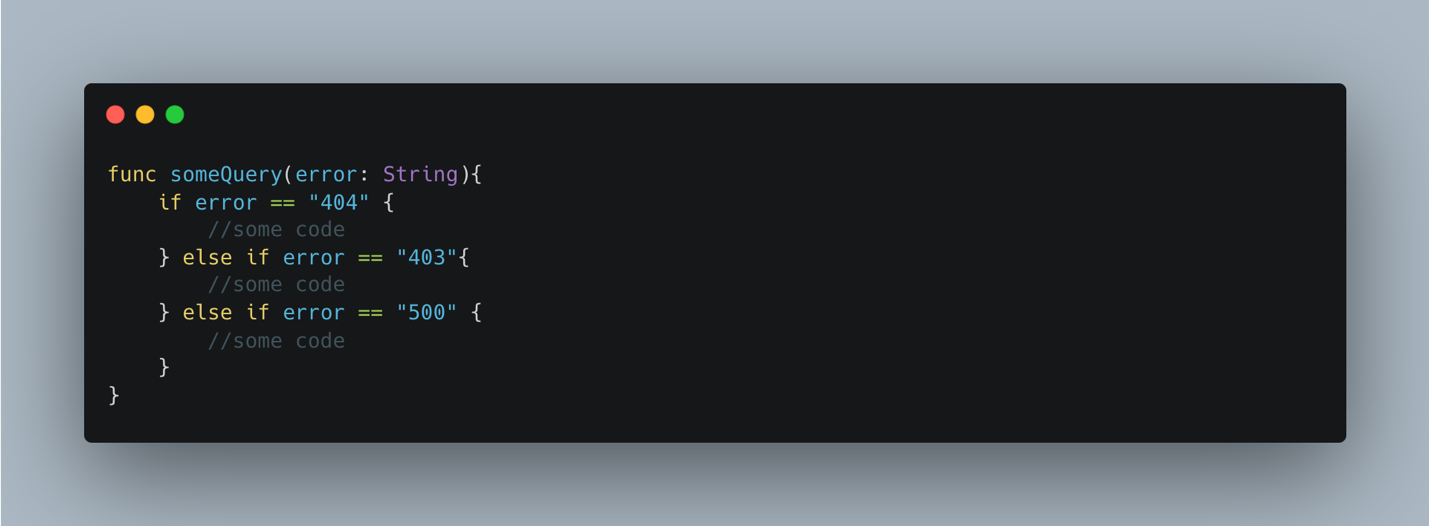 func someQuery(error: String){
    if error == "404" {
        //some code
    } else if error == "403"{
        //some code
    } else if error == "500" {
        //some code
    }
}